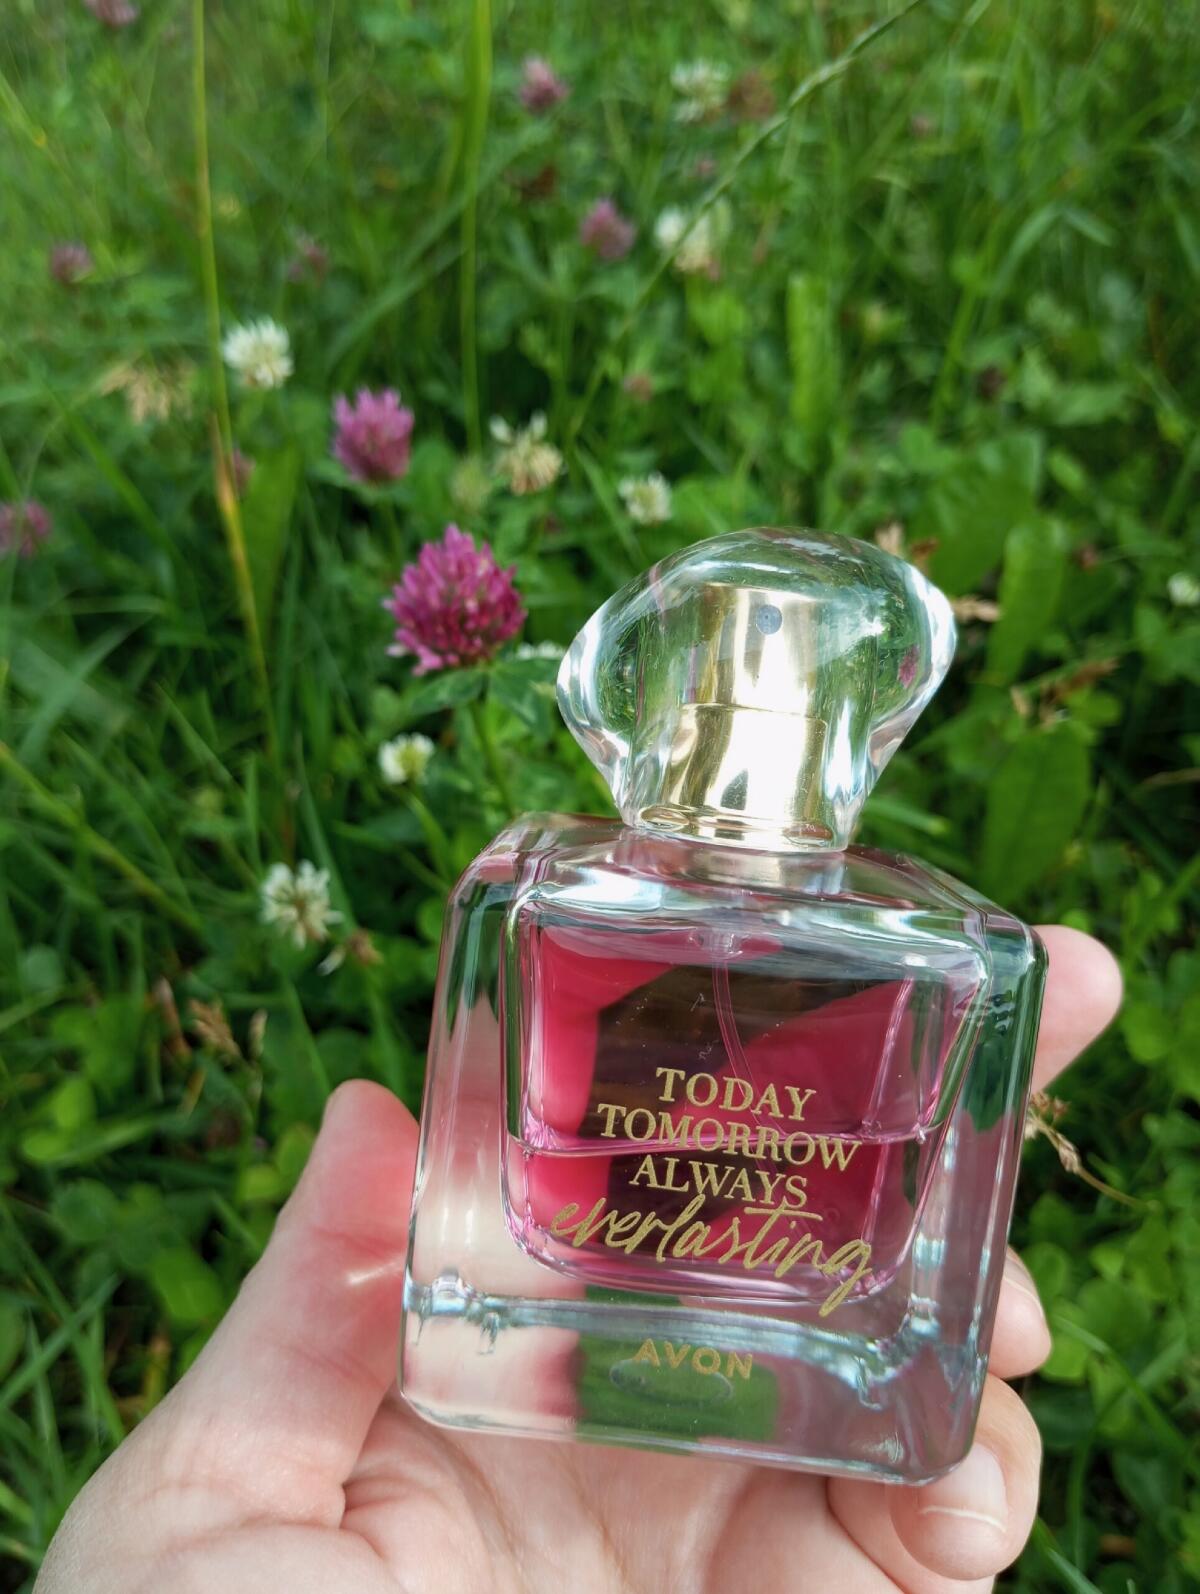 TODAY
TOMORROW
ALWAYS
everlasting
AVON